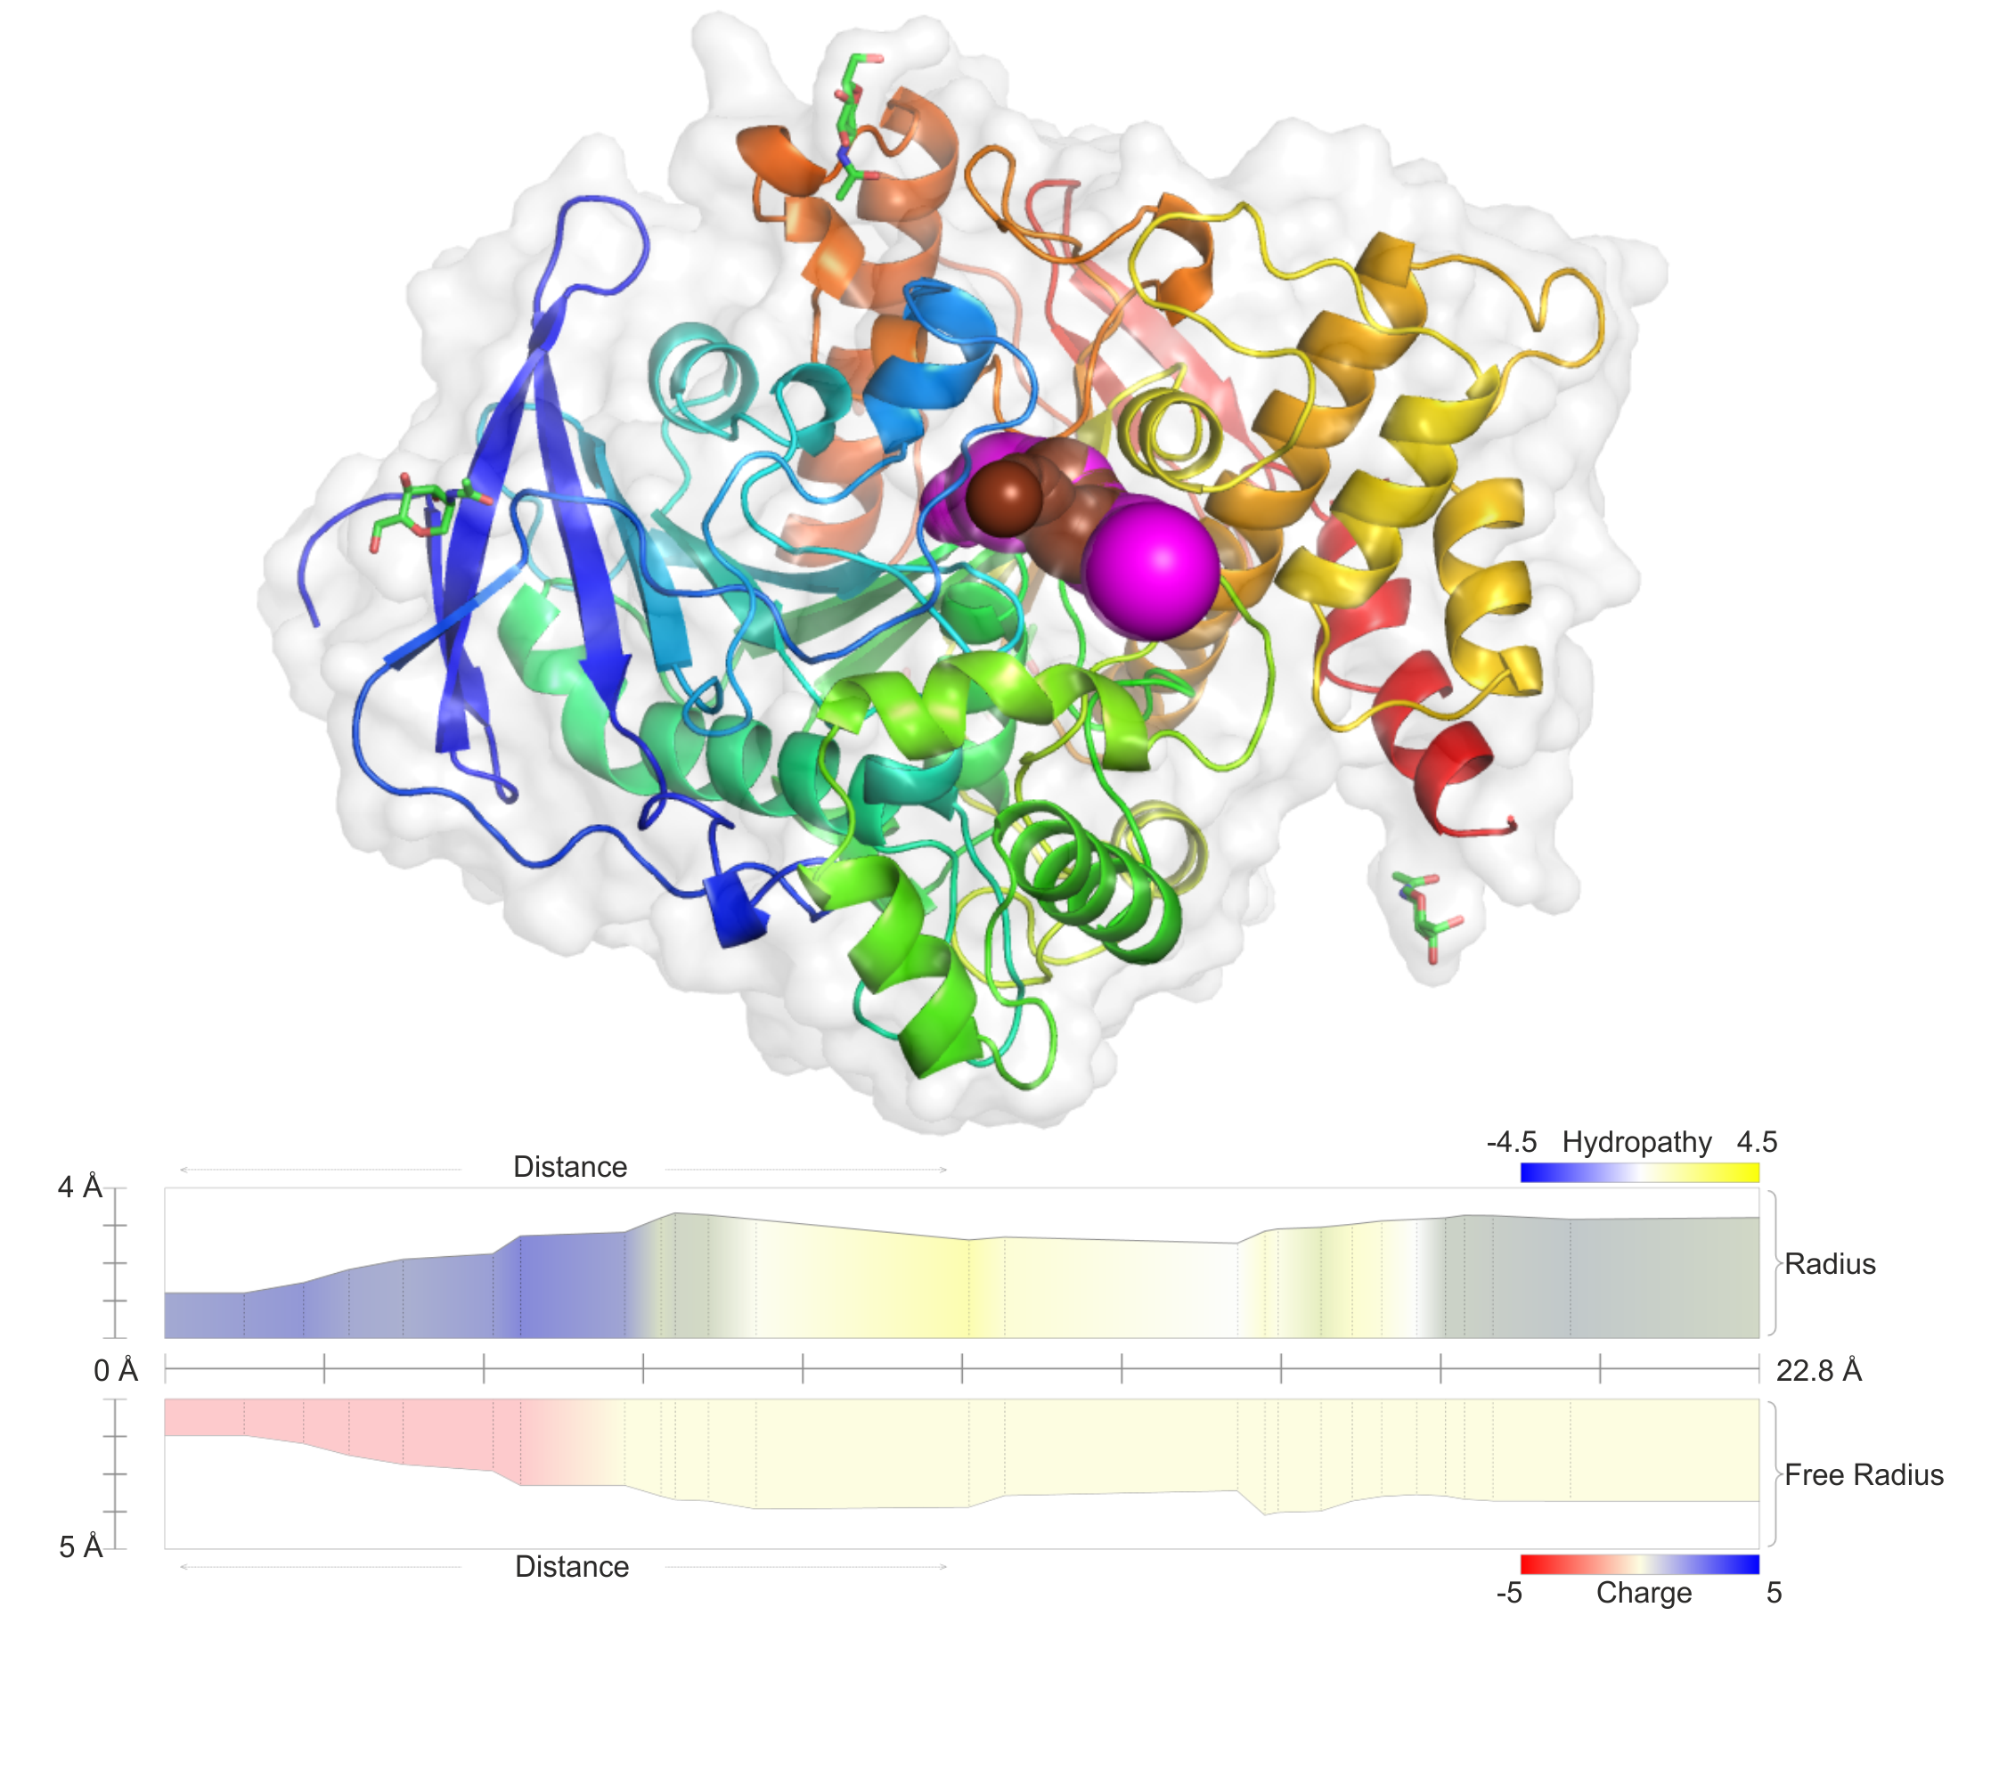 -4.5 Hydropathy 4.5
Distance
4 Å
Radius
0 Å
22.8 Å
Free Radius
5 Å
Distance
-5 Charge 5